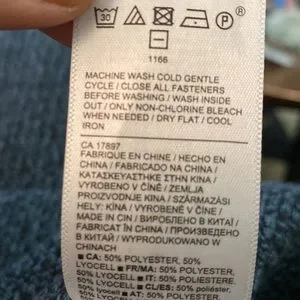 30 P ®
1166
MACHINE WASH COLD GENTLE
CYCLE / CLOSE ALL FASTENERS
BEFORE WASHING / WASH INSIDE
OUT / ONLY NON-CHLORINE BLEACH
WHEN NEEDED / DRY FLAT / COOL
IRON
CA 17897
FABRIQUE EN CHINE / HECHO EN
CHINA / FABRICADO NA CHINA /
ΚΑΤΑΣΚΕΥΑΣΤΗΚΕ ΣΤΗΝ ΚΙΝΑ /
VYROBENO V ČÍNĚ / ZEMLJA
PROIZVODNJE KINA / SZÁRMAZÁSI
HELY: KÍNA / VYROBENÉ V ČÍNE /
MADE IN CHINA / ВИРОБЛЕНО В КИТАЇ /
FABRICAT ÎN CHINA / ПРОИЗВЕДЕНО
В КИТАЙ / WYPRODUKOWANO W
CHINACH
■ CA: 50% POLYESTER, 50%
LYOCELL ■ FR/MA: 50% POLYESTER,
50% LYOCELL ■ IT: 50% POLIESTERE,
50% LYOCELL ■ CL/ES: 50% poliéster,
50% lyocell ■ AT: 50% POLYESTER,